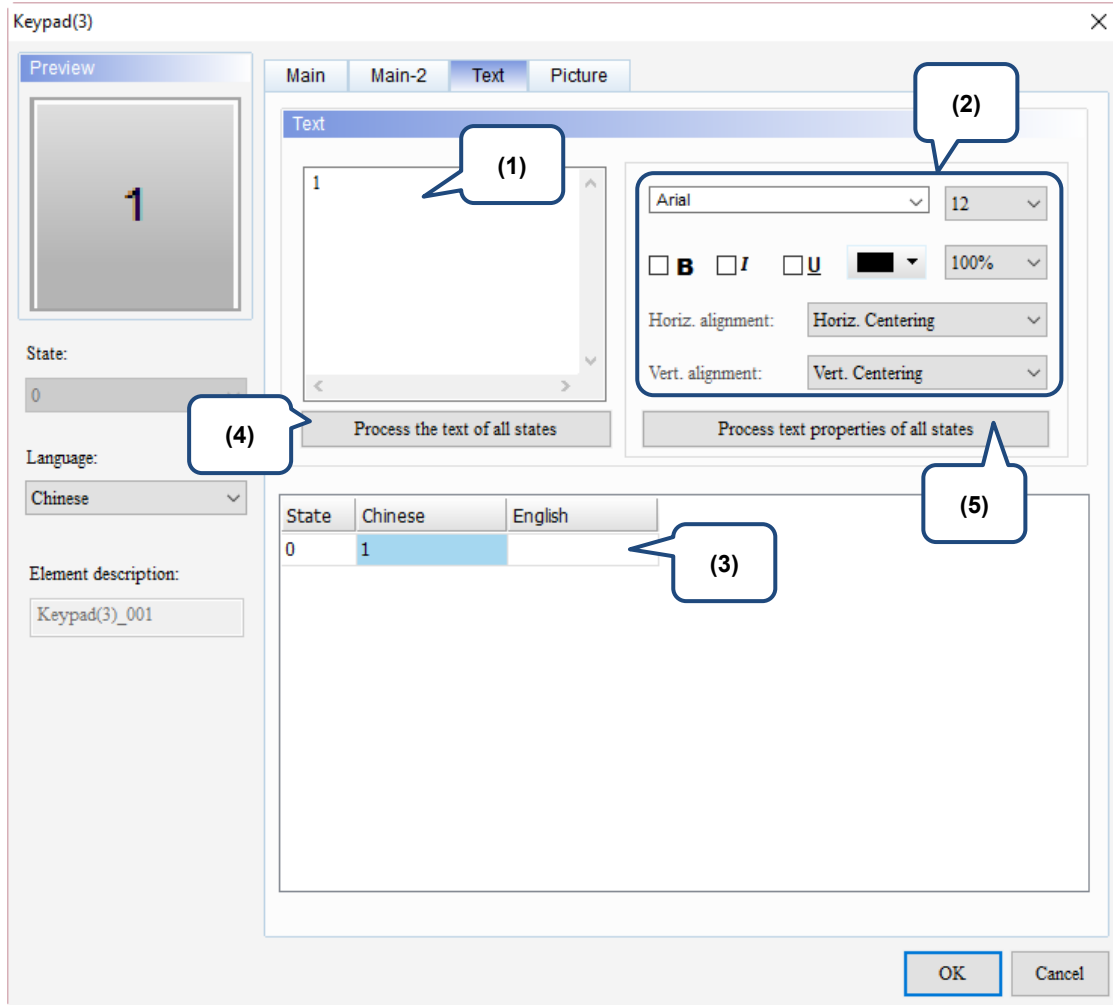 Keypad(3)
Preview
1
State:
0
Language:
Chinese
Element description:
Keypad(3)_001
Main Main-2 Text Picture
Text
(1)
1
(2)
Arial 12
B I U 100%
Horiz. alignment: Horiz. Centering
Vert. alignment: Vert. Centering
(4)
Process the text of all states
Process text properties of all states
(5)
State Chinese English
0 1
(3)
OK Cancel